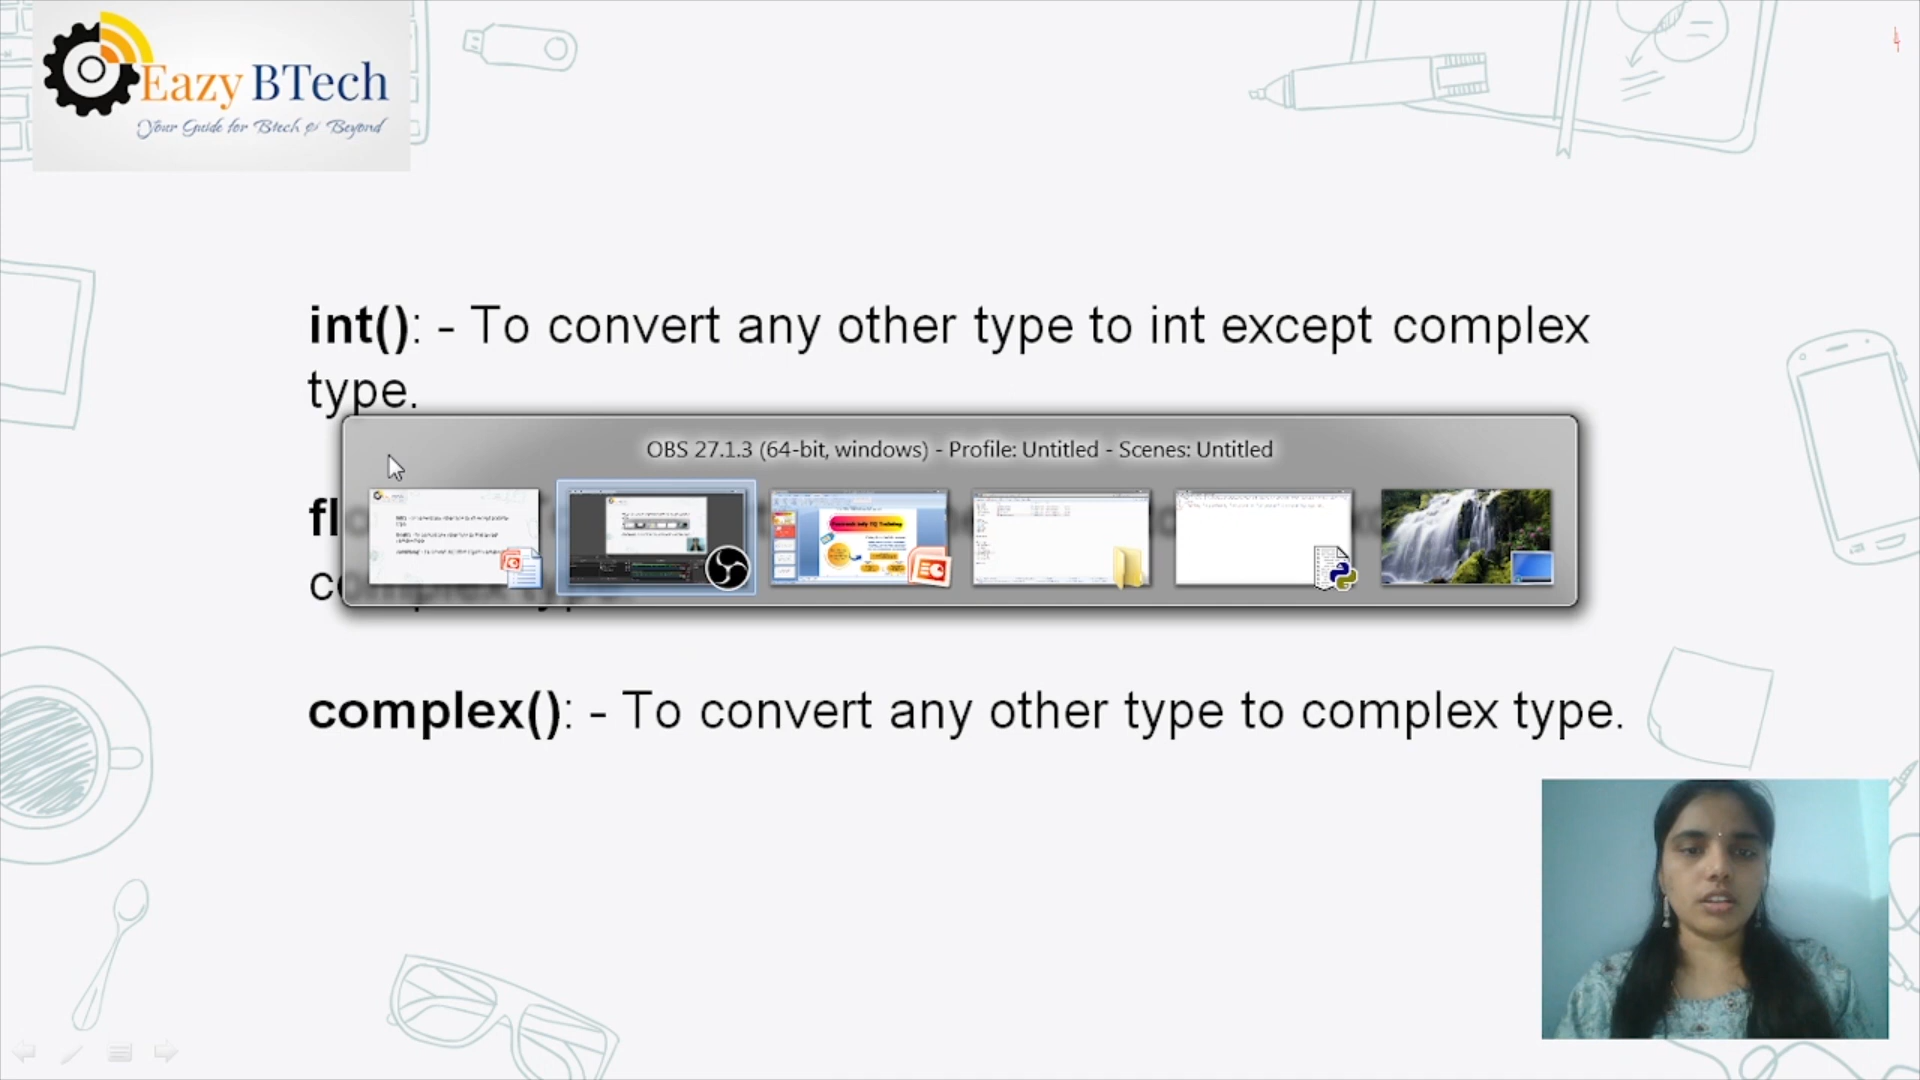 Eazy BTech
Your Guide for Btech & Beyond
int(): - To convert any other type to int except complex
type.
OBS 27.1.3 (64-bit, windows) - Profile: Untitled - Scenes: Untitled
fl
complex(): - To convert any other type to complex type.